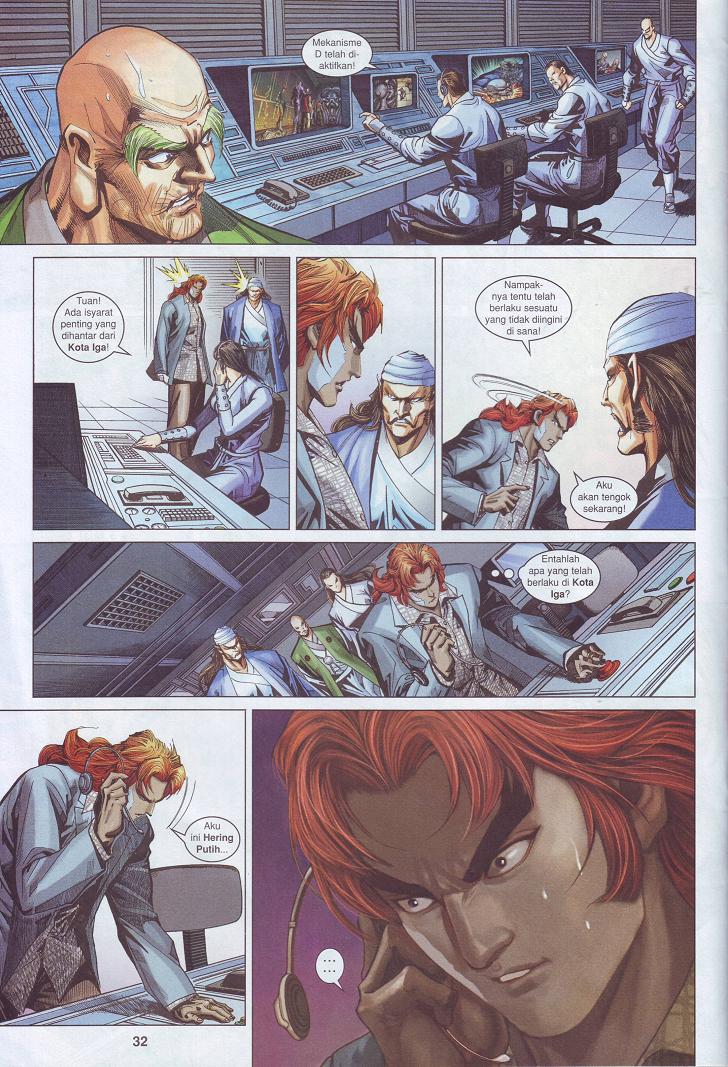 Mekanisme
D telah di-
aktifkan!
Tuan!
Ada isyarat
penting yang
dihantar dari
Kota Iga!
Nampak-
nya tentu telah
berlaku sesuatu
yang tidak diingini
di sana!
Aku
akan tengok
sekarang!
Entahlah
apa yang telah
berlaku di Kota
Iga?
Aku
ini Hering
Putih...
...
...
32